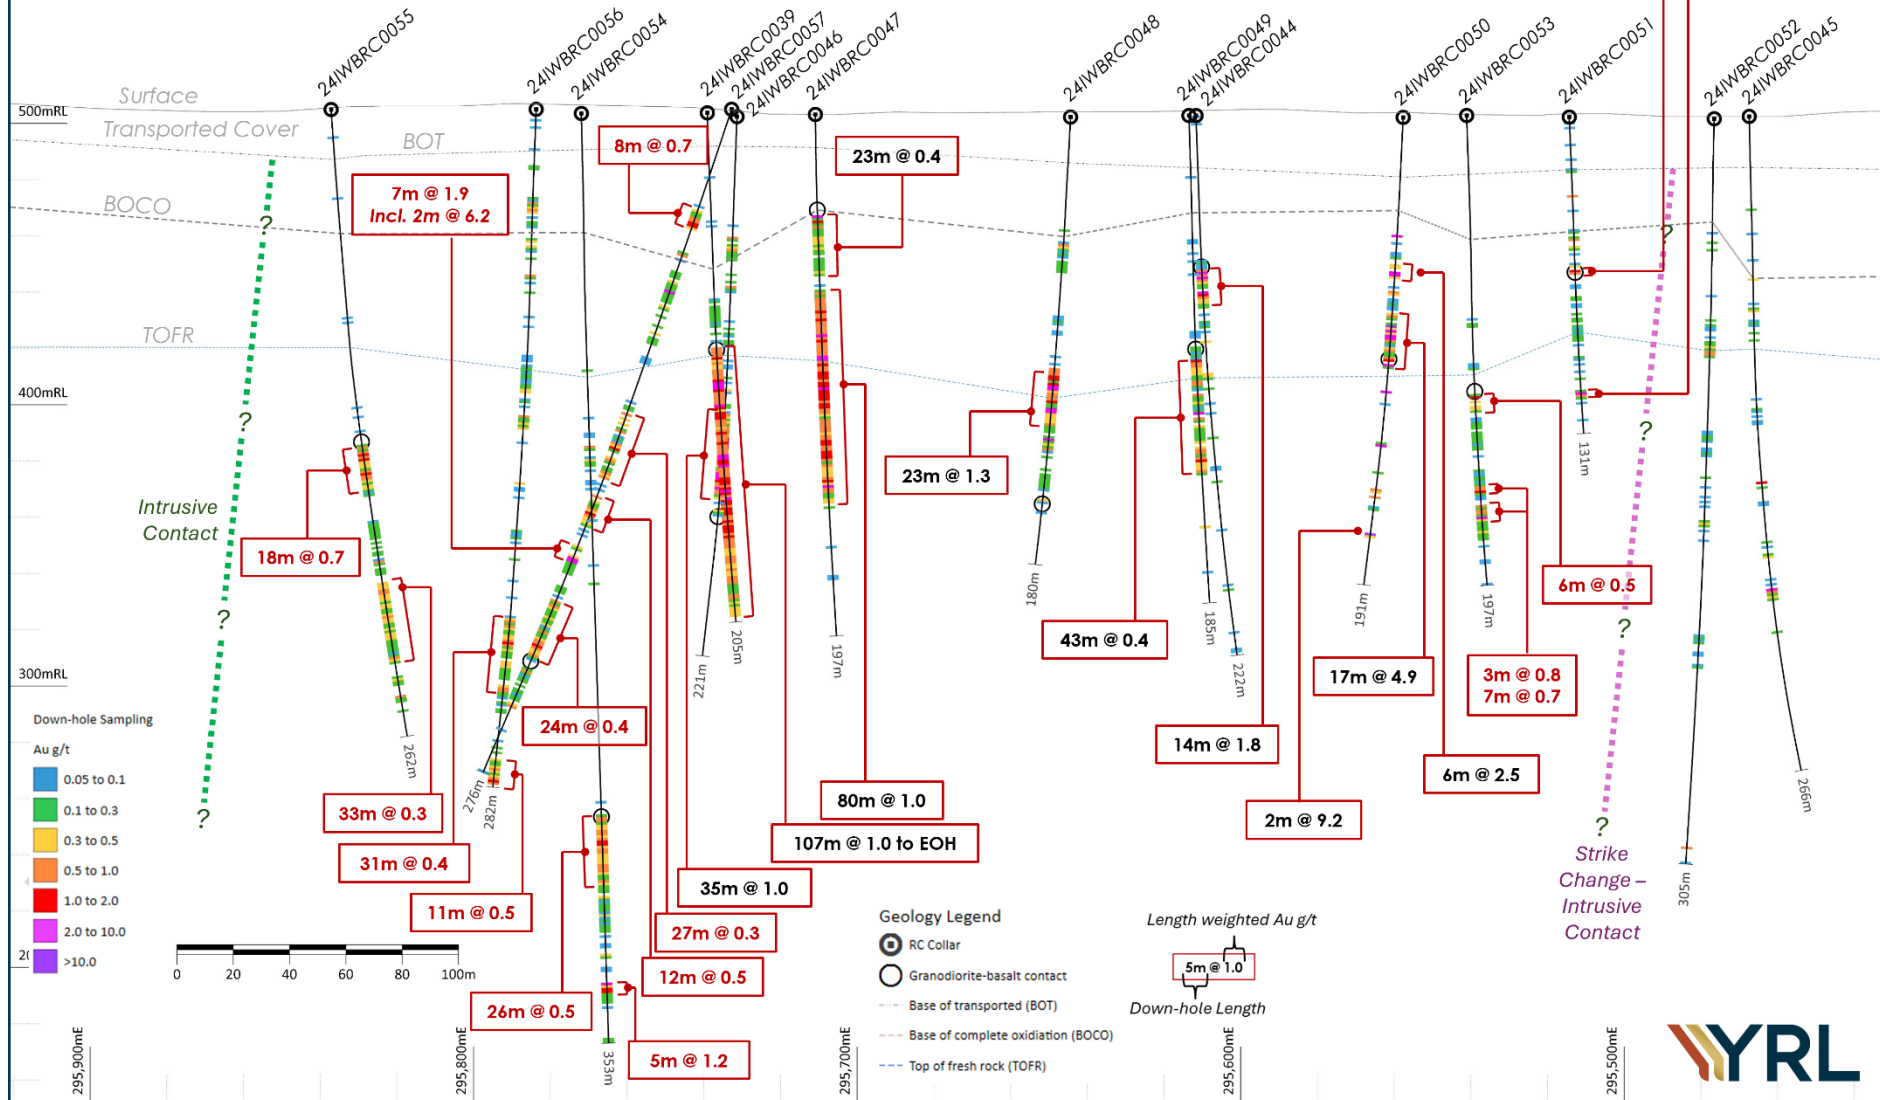 24IWBRC0055
24IWBRC0056
24IWBRC0054
24IWBRC0039
24IWBRC0057
24IWBRC0046
24IWBRC0047
24IWBRC0048
24IWBRC0049
24IWBRC0044
24IWBRC0050
24IWBRC0053
24IWBRC0051
24IWBRC0052
24IWBRC0045
Surface
500mRL
Transported Cover
BOT
8m @ 0.7
23m @ 0.4
7m @ 1.9
Incl. 2m @ 6.2
BOCO
?
?
TOFR
400mRL
?
?
131m
23m @ 1.3
Intrusive
Contact
18m @ 0.7
180m
191m
197m
6m @ 0.5
185m
?
?
205m
197m
221m
222m
43m @ 0.4
300mRL
17m @ 4.9
3m @ 0.8
7m @ 0.7
Down-hole Sampling
Au g/t
0.05 to 0.1
0.1 to 0.3
0.3 to 0.5
0.5 to 1.0
1.0 to 2.0
2.0 to 10.0
>10.0
262m
24m @ 0.4
14m @ 1.8
6m @ 2.5
276m
282m
266m
?
33m @ 0.3
80m @ 1.0
2m @ 9.2
?
107m @ 1.0 to EOH
31m @ 0.4
35m @ 1.0
305m
Strike
Change –
Intrusive
Contact
11m @ 0.5
27m @ 0.3
12m @ 0.5
26m @ 0.5
5m @ 1.2
353m
20
0 20 40 60 80 100m
Geology Legend
RC Collar
Granodiorite-basalt contact
Base of transported (BOT)
Base of complete oxidiation (BOCO)
Top of fresh rock (TOFR)
Length weighted Au g/t
5m @ 1.0
Down-hole Length
295,900mE
295,800mE
295,700mE
295,600mE
295,500mE
YRL